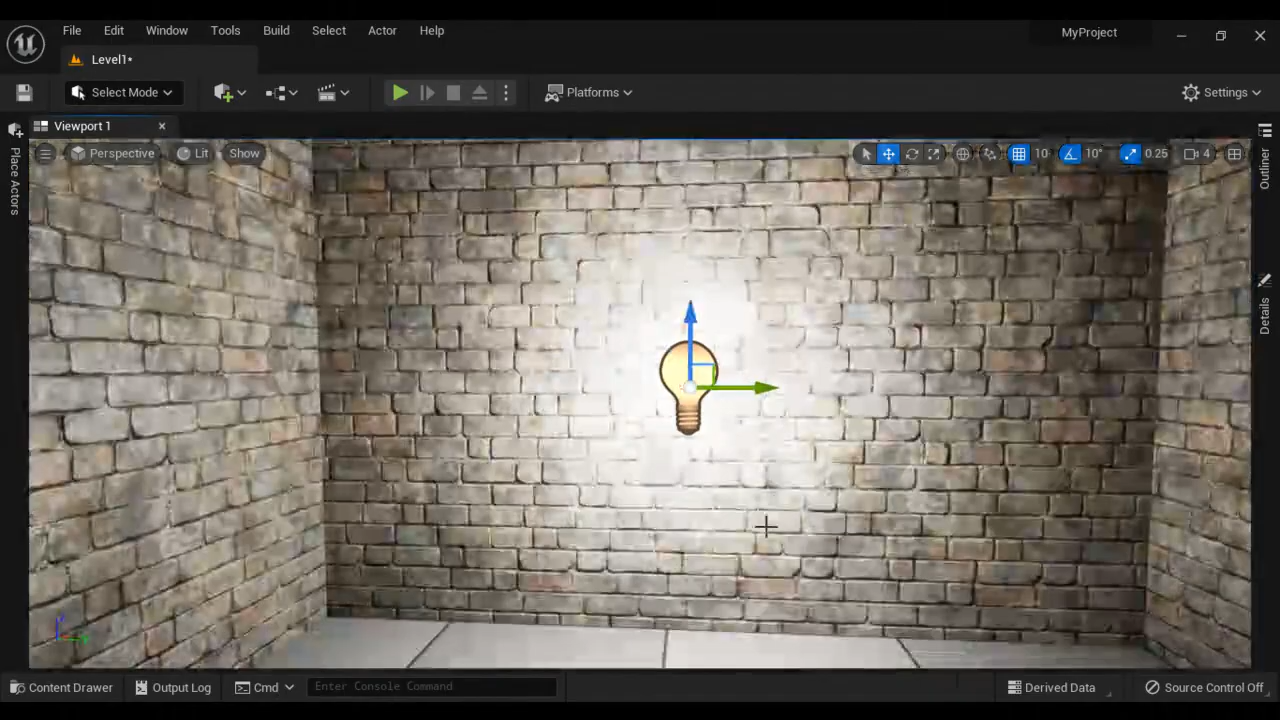 File Edit Window Tools Build Select Actor Help
MyProject
Level1*
Select Mode
Platforms
Settings
Viewport 1
Perspective Lit Show
10 10° 0.25 4
Place Actors
Outliner
Details
Content Drawer Output Log Cmd Enter Console Command Derived Data Source Control Off